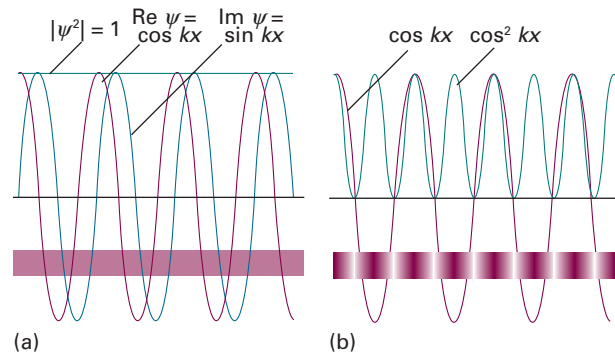 |ψ²| = 1
Re ψ =
cos kx
Im ψ =
sin kx
cos kx
cos² kx
(a)
(b)